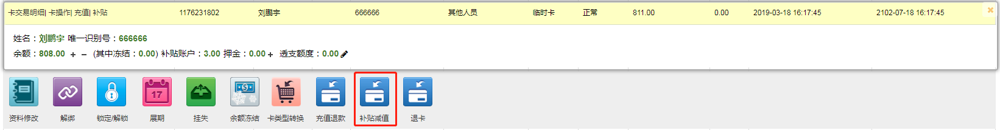 卡交易明细| 卡操作| 充值| 补贴 1176231802 刘鹏宇 666666 其他人员 临时卡 正常 811.00 0.00 2019-03-18 16:17:45 2102-07-18 16:17:45
姓名：刘鹏宇 唯一识别号：666666
余额：808.00 + − (其中冻结：0.00) 补贴账户：3.00 押金：0.00 + 透支额度：0.00
17
资料修改 解绑 锁定/解锁 展期 挂失 余额冻结 卡类型转换 充值退款 补贴减值 退卡